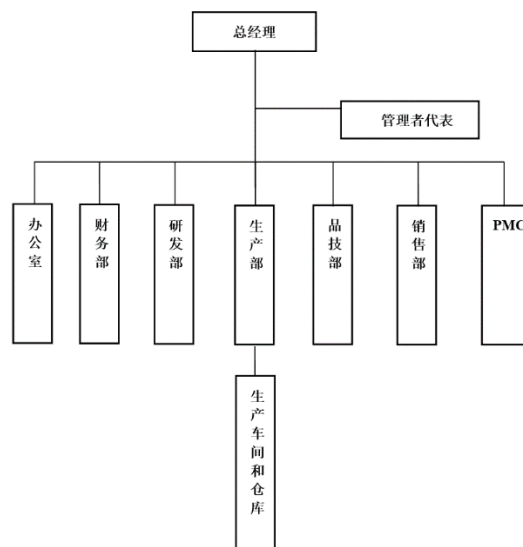 总经理
管理者代表
办公室
财务部
研发部
生产部
品技部
销售部
PMC
生产车间和仓库